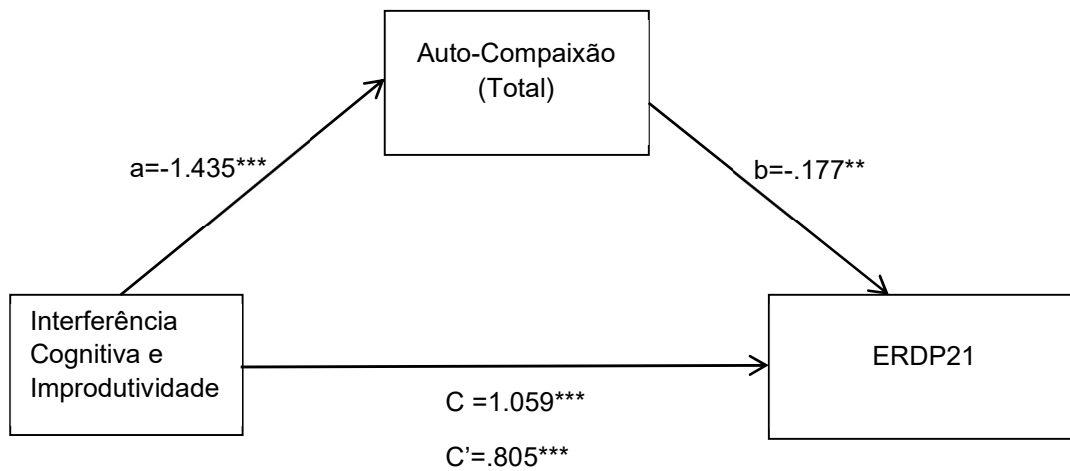 Auto-Compaixão
(Total)
a=-1.435***
b=-.177**
Interferência
Cognitiva e
Improdutividade
ERDP21
C =1.059***
C’=.805***